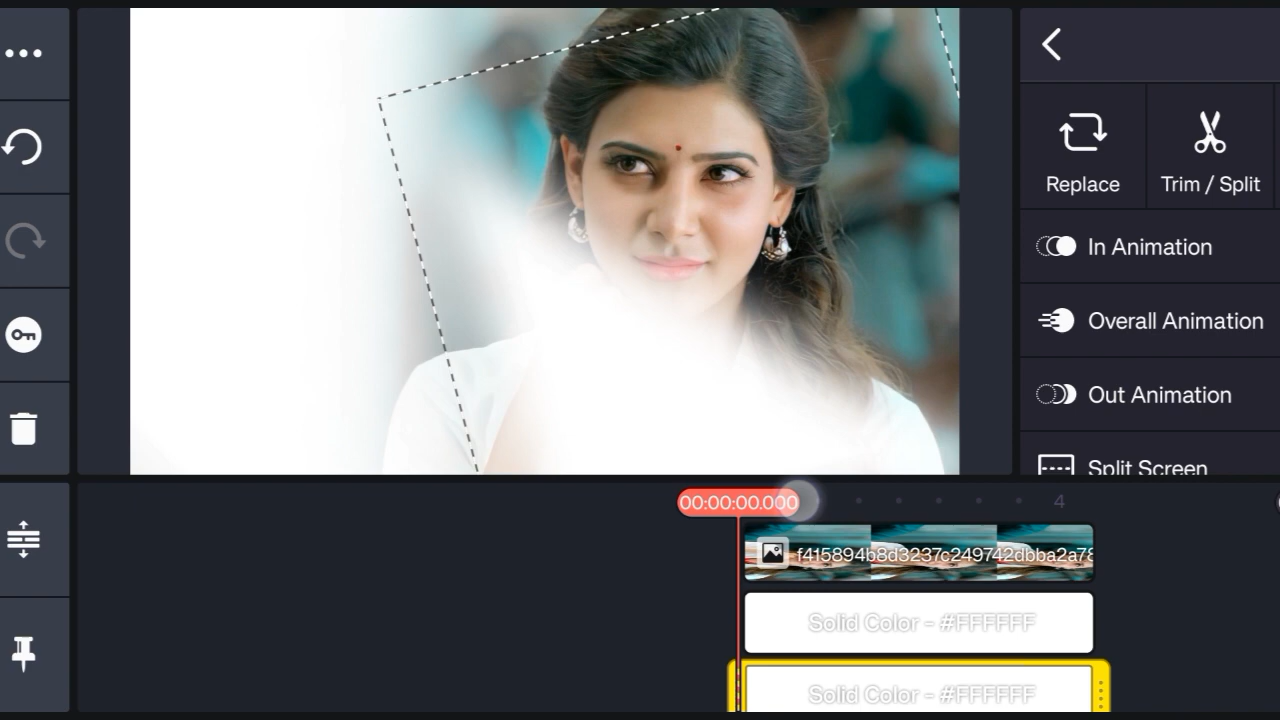 Replace
Trim / Split
In Animation
Overall Animation
Out Animation
Split Screen
00:00:00.000
4
f415894b8d3237c249742dbba2a78
Solid Color - #FFFFFF
Solid Color - #FFFFFF